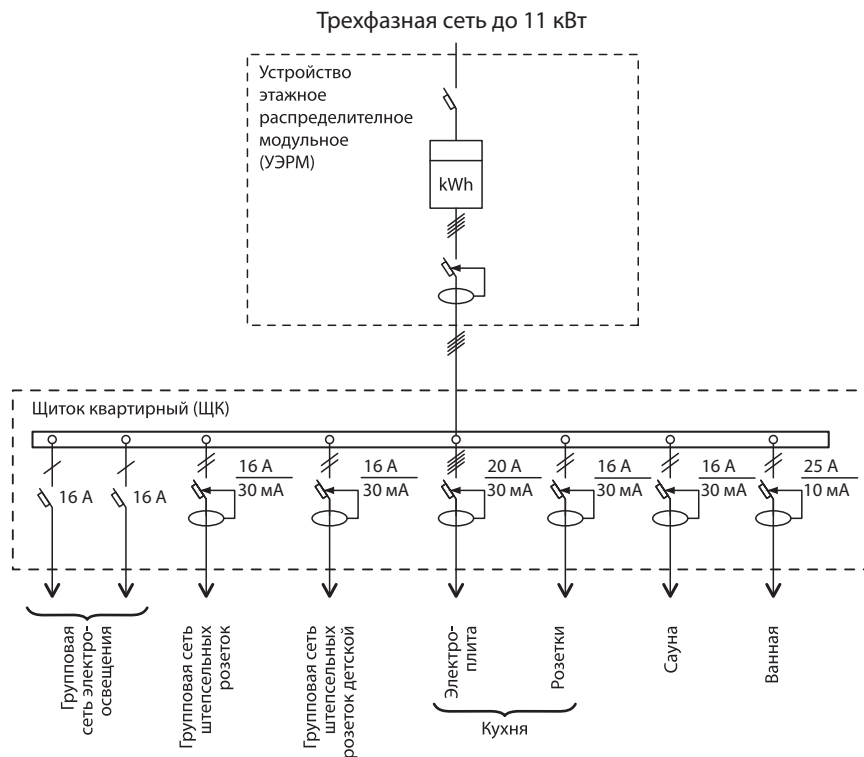 Трехфазная сеть до 11 кВт
Устройство
этажное
распределителное
модульное
(УЭРМ)
kWh
Щиток квартирный (ЩК)
16 А
16 А
16 А
30 мА
16 А
30 мА
20 А
30 мА
16 А
30 мА
16 А
30 мА
25 А
10 мА
Групповая
сеть электро-
освещения
Групповая сеть
штепсельных
розеток
Групповая сеть
штепсельных
розеток детской
Электро-
плита
Розетки
Кухня
Сауна
Ванная